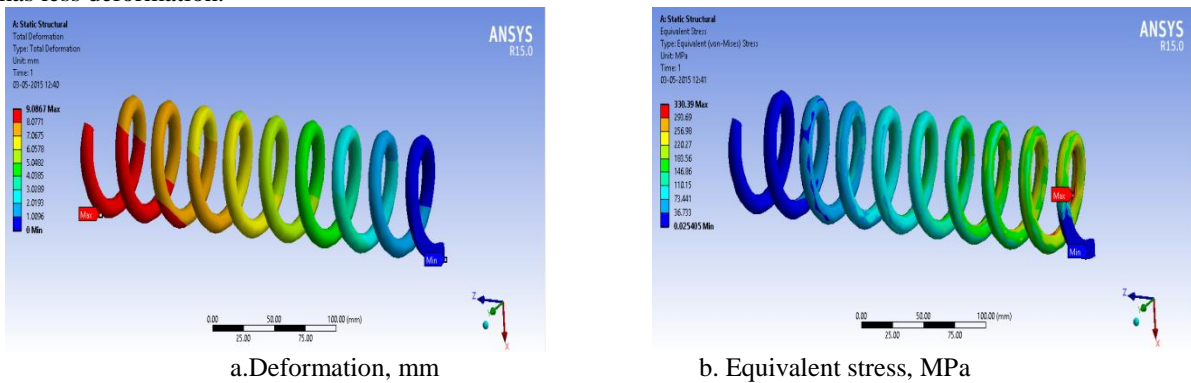 has less deformation.
A: Static Structural
Total Deformation
Type: Total Deformation
Unit: mm
Time: 1
03-05-2015 12:40
9.0867 Max
8.0771
7.0675
6.0578
5.0482
4.0385
3.0289
2.0193
1.0096
0 Min
ANSYS
R15.0
Max
Min
Z
X
0.00 50.00 100.00 (mm)
25.00 75.00
A: Static Structural
Equivalent Stress
Type: Equivalent (von-Mises) Stress
Unit: MPa
Time: 1
03-05-2015 12:41
330.39 Max
293.69
256.98
220.27
183.56
146.86
110.15
73.441
36.733
0.025405 Min
ANSYS
R15.0
Max
Min
Z
X
0.00 50.00 100.00 (mm)
25.00 75.00
a.Deformation, mm b. Equivalent stress, MPa